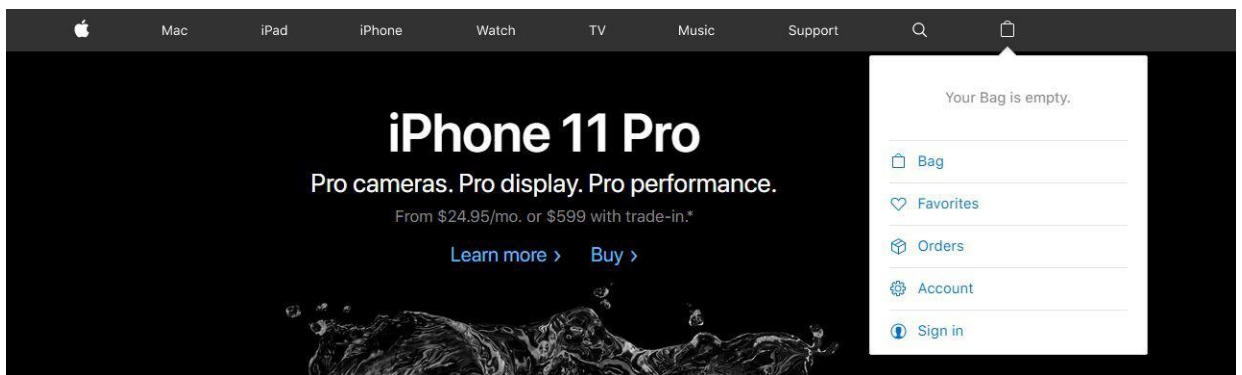 Mac iPad iPhone Watch TV Music Support
Your Bag is empty.
Bag
Favorites
Orders
Account
Sign in
iPhone 11 Pro
Pro cameras. Pro display. Pro performance.
From $24.95/mo. or $599 with trade-in.*
Learn more > Buy >